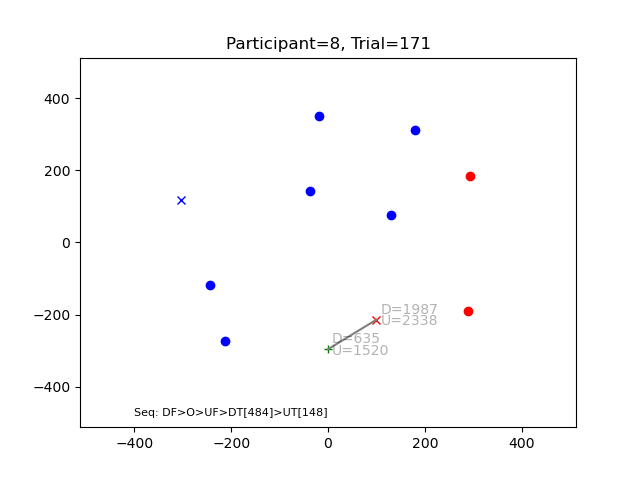 Participant=8, Trial=171
400
200
0
−200
−400
D=1987
U=2338
D=635
U=1520
Seq: DF>O>UF>DT[484]>UT[148]
−400
−200
0
200
400